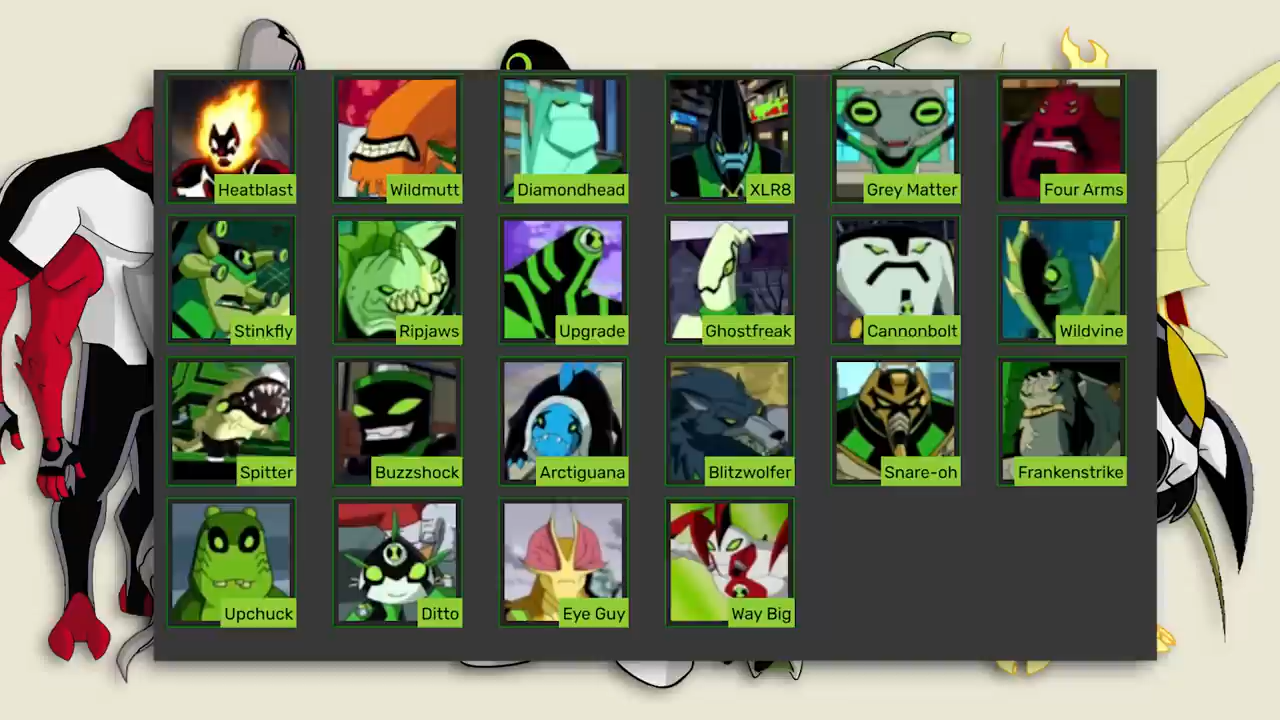 Heatblast
Wildmutt
Diamondhead
XLR8
Grey Matter
Four Arms
Stinkfly
Ripjaws
Upgrade
Ghostfreak
Cannonbolt
Wildvine
Spitter
Buzzshock
Arctiguana
Blitzwolfer
Snare-oh
Frankenstrike
Upchuck
Ditto
Eye Guy
Way Big